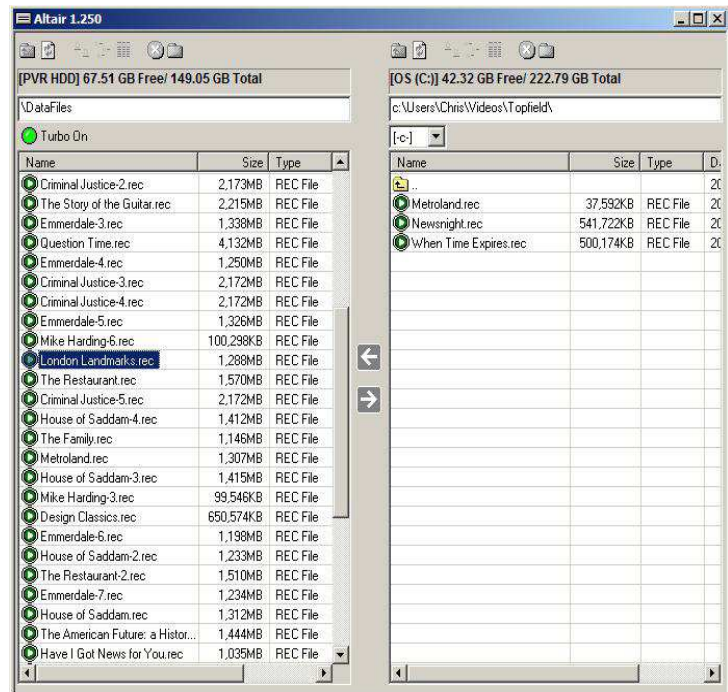 Altair 1.250
[PVR HDD] 67.51 GB Free/ 149.05 GB Total
\DataFiles
Turbo On
Name Size Type
Criminal Justice-2.rec 2,173MB REC File
The Story of the Guitar.rec 2,215MB REC File
Emmerdale-3.rec 1,338MB REC File
Question Time.rec 4,132MB REC File
Emmerdale-4.rec 1,250MB REC File
Criminal Justice-3.rec 2,172MB REC File
Criminal Justice-4.rec 2,172MB REC File
Emmerdale-5.rec 1,326MB REC File
Mike Harding-6.rec 100,298KB REC File
London Landmarks.rec 1,288MB REC File
The Restaurant.rec 1,570MB REC File
Criminal Justice-5.rec 2,172MB REC File
House of Saddam-4.rec 1,412MB REC File
The Family.rec 1,146MB REC File
Metroland.rec 1,307MB REC File
House of Saddam-3.rec 1,415MB REC File
Mike Harding-3.rec 99,546KB REC File
Design Classics.rec 650,574KB REC File
Emmerdale-6.rec 1,198MB REC File
House of Saddam-2.rec 1,233MB REC File
The Restaurant-2.rec 1,510MB REC File
Emmerdale-7.rec 1,234MB REC File
House of Saddam.rec 1,312MB REC File
The American Future: a Histor... 1,444MB REC File
Have I Got News for You.rec 1,035MB REC File
[OS (C:)] 42.32 GB Free/ 222.79 GB Total
c:\Users\Chris\Videos\Topfield\
[-c-]
Name Size Type
.. 20
Metroland.rec 37,592KB REC File 20
Newsnight.rec 541,722KB REC File 20
When Time Expires.rec 500,174KB REC File 20